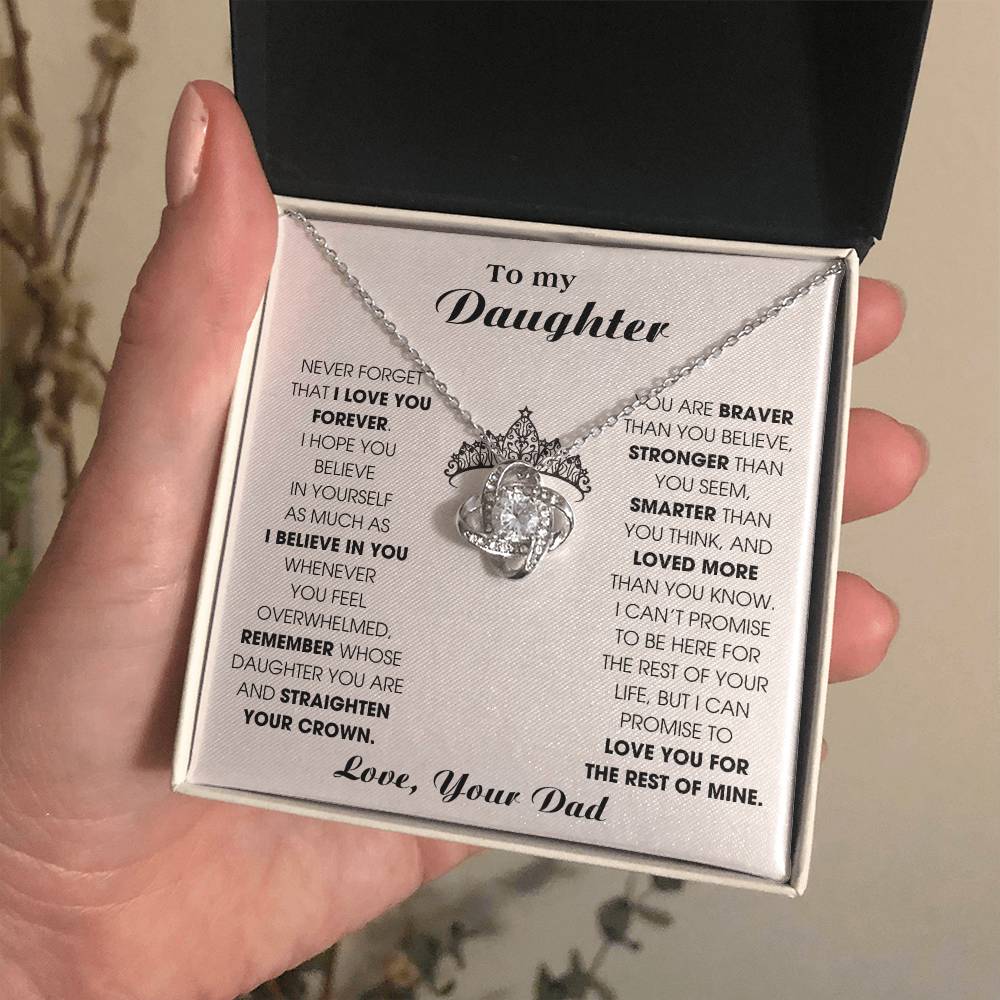 To my
Daughter
NEVER FORGET
THAT I LOVE YOU
FOREVER.
I HOPE YOU
BELIEVE
IN YOURSELF
AS MUCH AS
I BELIEVE IN YOU
WHENEVER
YOU FEEL
OVERWHELMED,
REMEMBER WHOSE
DAUGHTER YOU ARE
AND STRAIGHTEN
YOUR CROWN.
YOU ARE BRAVER
THAN YOU BELIEVE,
STRONGER THAN
YOU SEEM,
SMARTER THAN
YOU THINK, AND
LOVED MORE
THAN YOU KNOW.
I CAN'T PROMISE
TO BE HERE FOR
THE REST OF YOUR
LIFE, BUT I CAN
PROMISE TO
LOVE YOU FOR
THE REST OF MINE.
Love, Your Dad